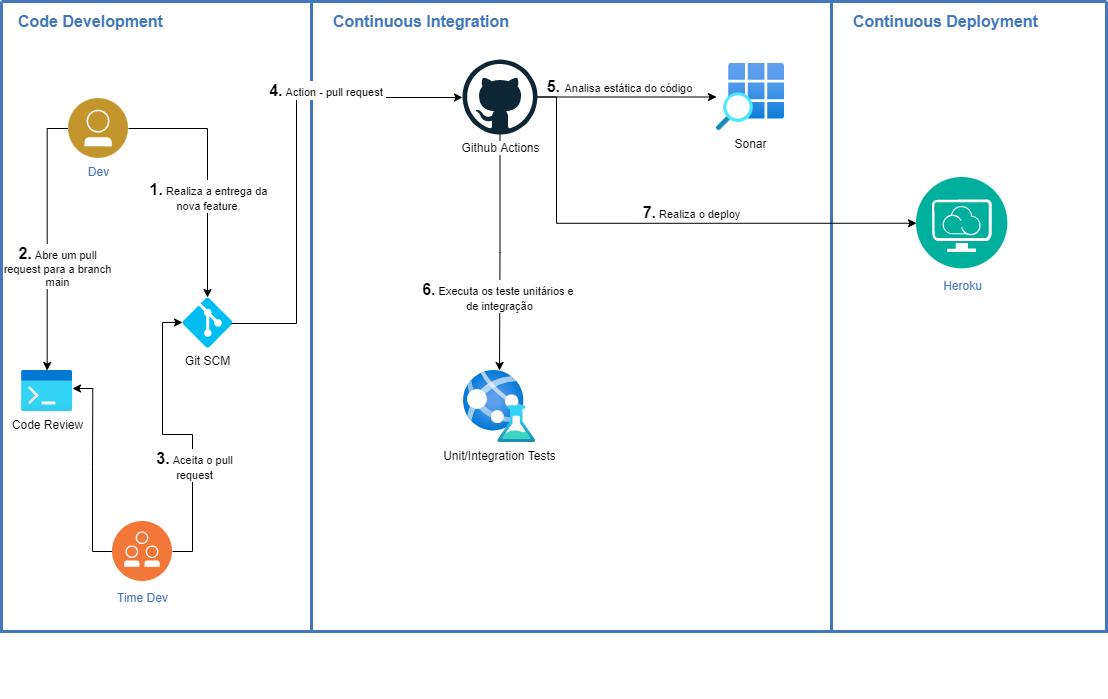 Code Development
Continuous Integration
Continuous Deployment
4. Action - pull request
5. Analisa estática do código
Github Actions
Sonar
Dev
1. Realiza a entrega da
nova feature.
7. Realiza o deploy
2. Abre um pull
request para a branch
main
6. Executa os teste unitários e
de integração
Heroku
Git SCM
Code Review
3. Aceita o pull
request
Unit/Integration Tests
Time Dev